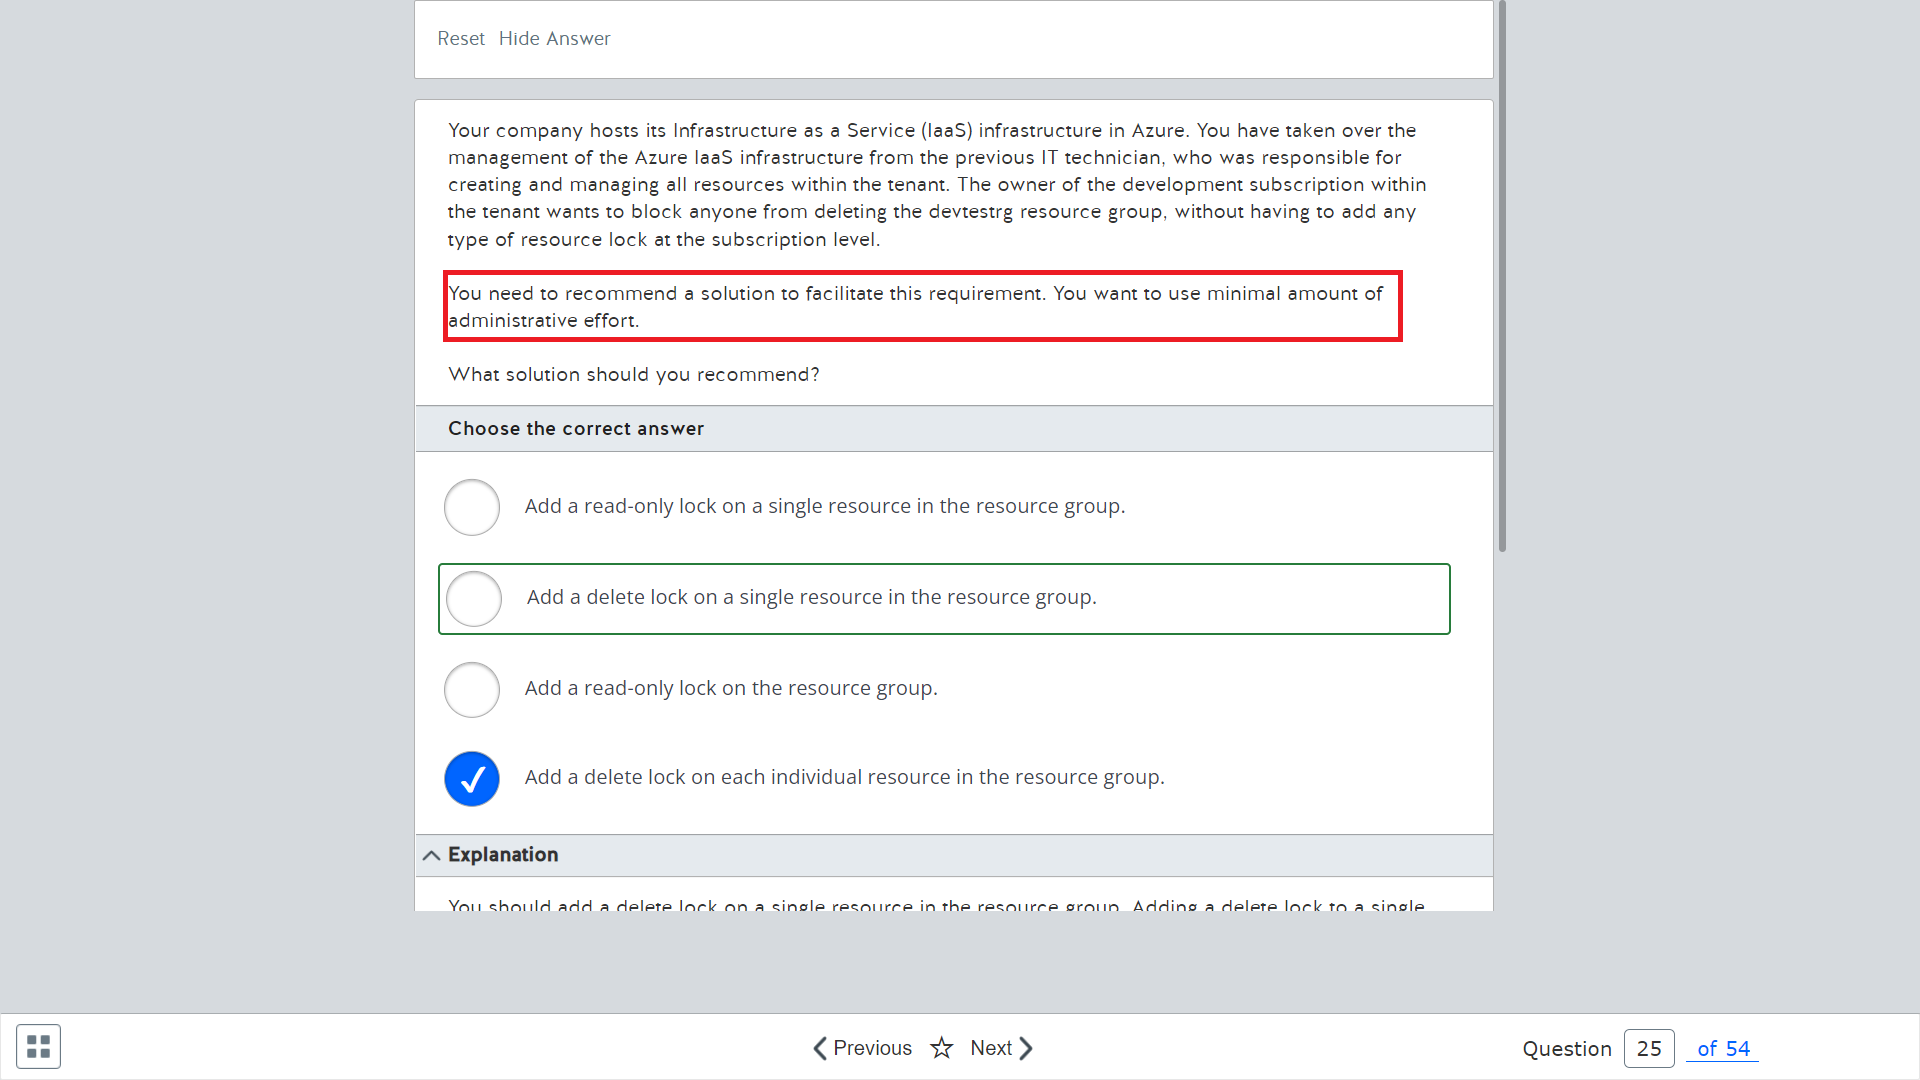 Reset Hide Answer
Your company hosts its Infrastructure as a Service (IaaS) infrastructure in Azure. You have taken over the
management of the Azure IaaS infrastructure from the previous IT technician, who was responsible for
creating and managing all resources within the tenant. The owner of the development subscription within
the tenant wants to block anyone from deleting the devtestrg resource group, without having to add any
type of resource lock at the subscription level.
You need to recommend a solution to facilitate this requirement. You want to use minimal amount of
administrative effort.
What solution should you recommend?
Choose the correct answer
Add a read-only lock on a single resource in the resource group.
Add a delete lock on a single resource in the resource group.
Add a read-only lock on the resource group.
Add a delete lock on each individual resource in the resource group.
Explanation
You should add a delete lock on a single resource in the resource group. Adding a delete lock to a single
Previous Next
Question 25 of 54